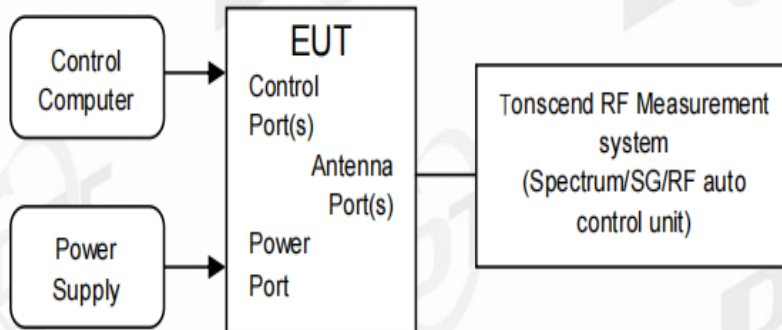 Control
Computer
Power
Supply
EUT
Control
Port(s)
Antenna
Port(s)
Power
Port
Tonscend RF Measurement
system
(Spectrum/SG/RF auto
control unit)